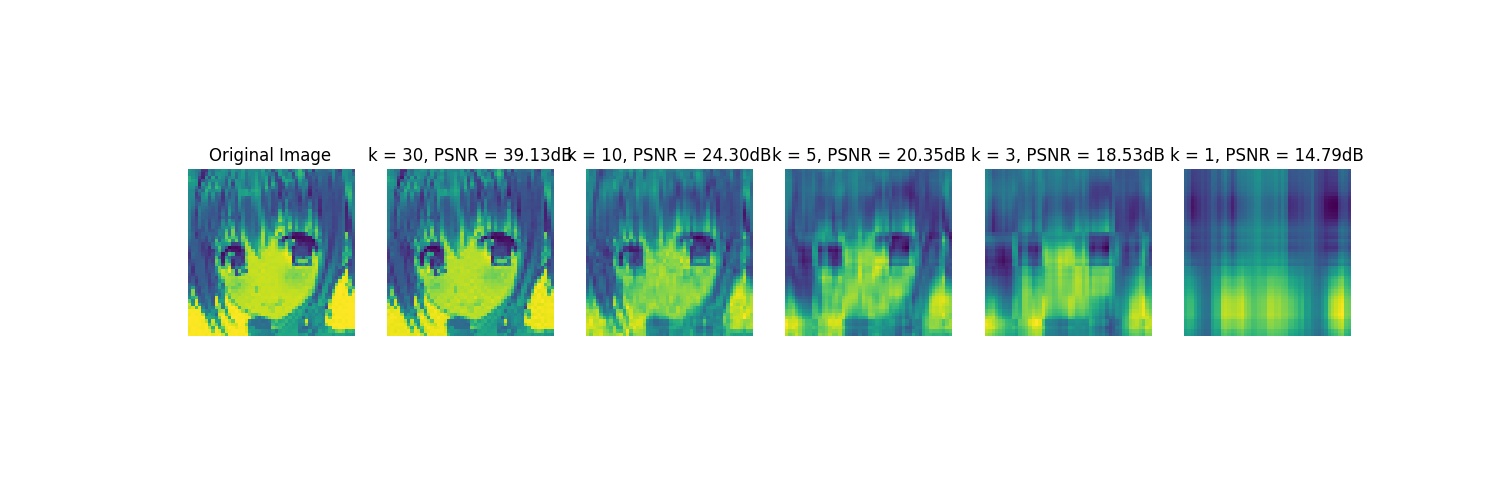 Original Image k = 30, PSNR = 39.13dB k = 10, PSNR = 24.30dB k = 5, PSNR = 20.35dB k = 3, PSNR = 18.53dB k = 1, PSNR = 14.79dB